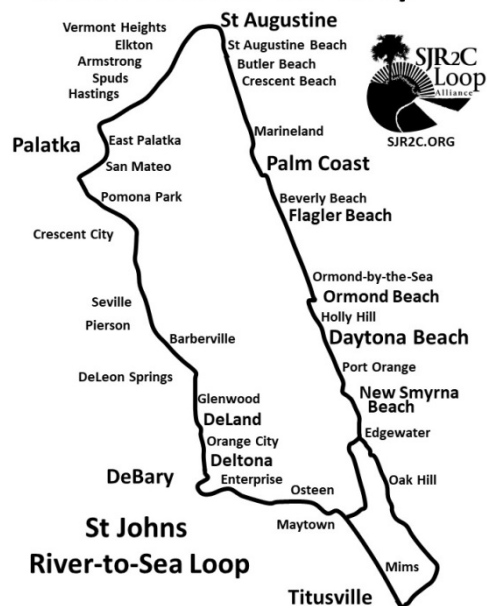 St Augustine
Vermont Heights
Elkton
Armstrong
Spuds
Hastings
St Augustine Beach
Butler Beach
Crescent Beach
SJR2C
Loop
Alliance
SJR2C.ORG
Marineland
Palatka
East Palatka
San Mateo
Palm Coast
Pomona Park
Beverly Beach
Flagler Beach
Crescent City
Ormond-by-the-Sea
Ormond Beach
Seville
Holly Hill
Pierson
Daytona Beach
Barberville
Port Orange
DeLeon Springs
New Smyrna
Beach
Glenwood
DeLand
Edgewater
Orange City
Deltona
DeBary
Enterprise
Oak Hill
Osteen
Maytown
St Johns
River-to-Sea Loop
Mims
Titusville